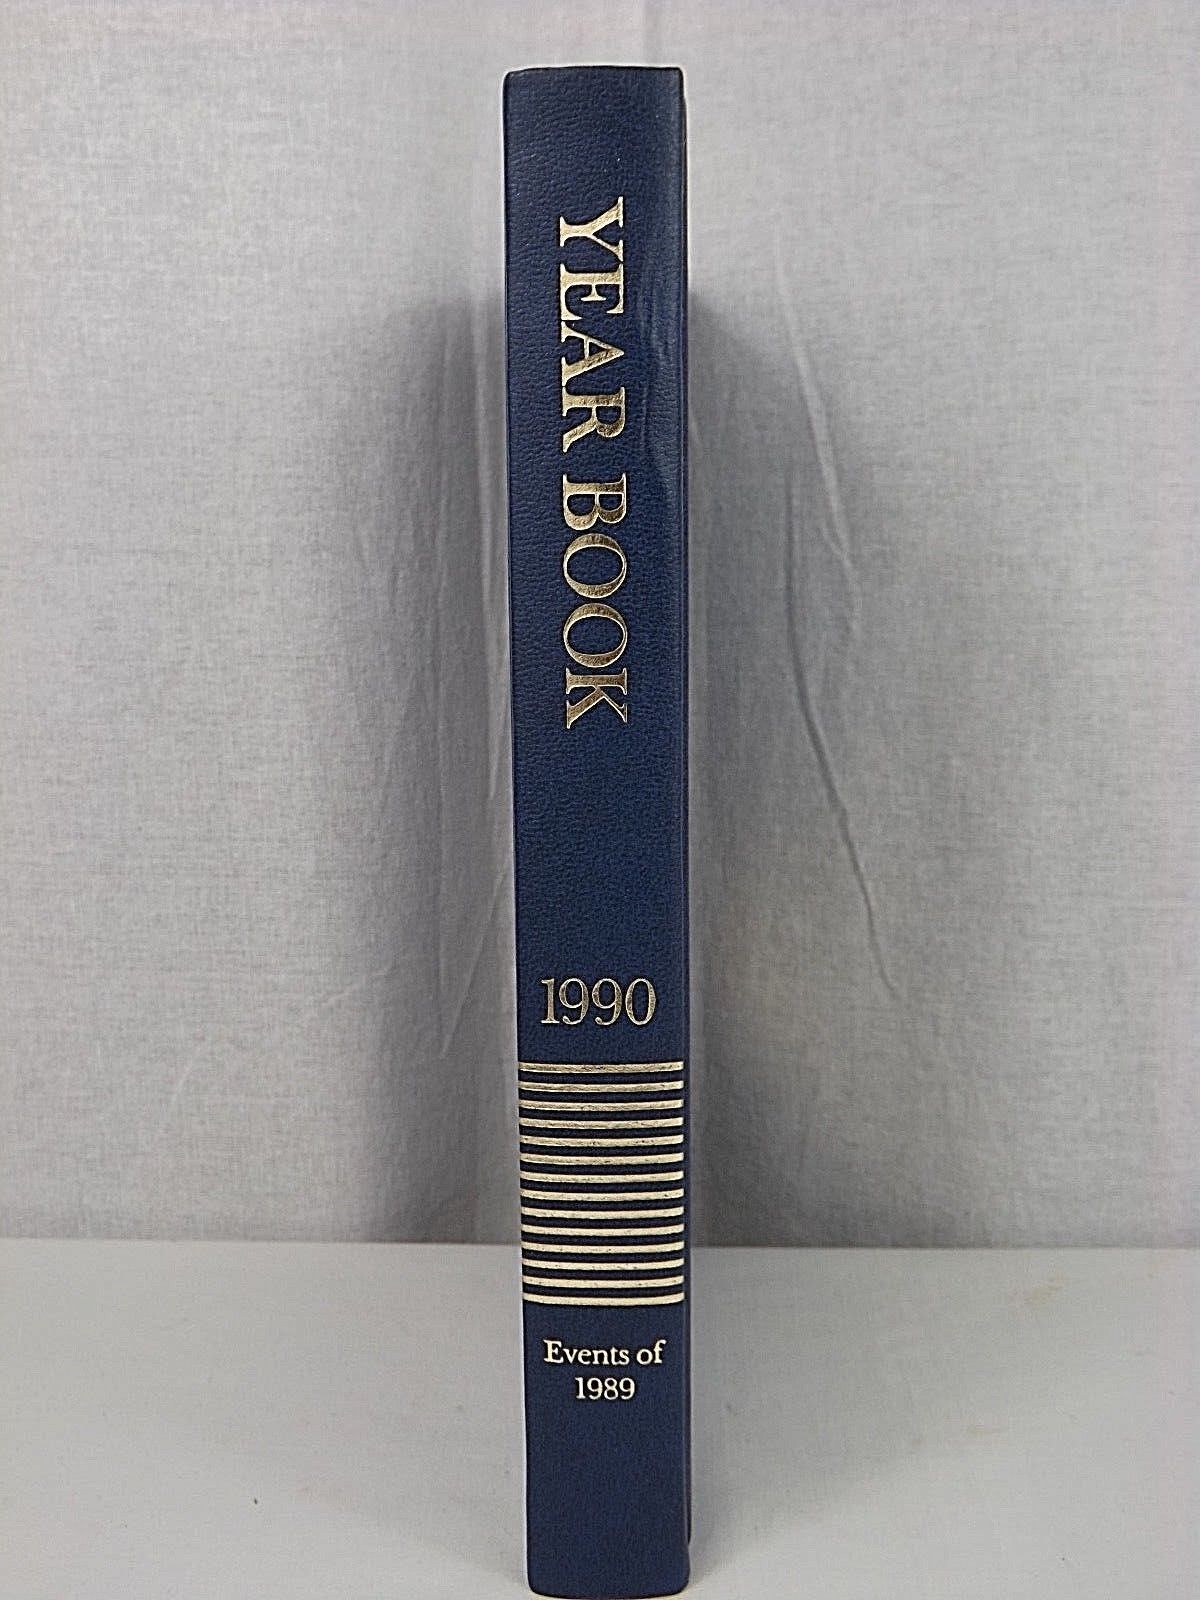 YEAR BOOK
1990
Events of
1989